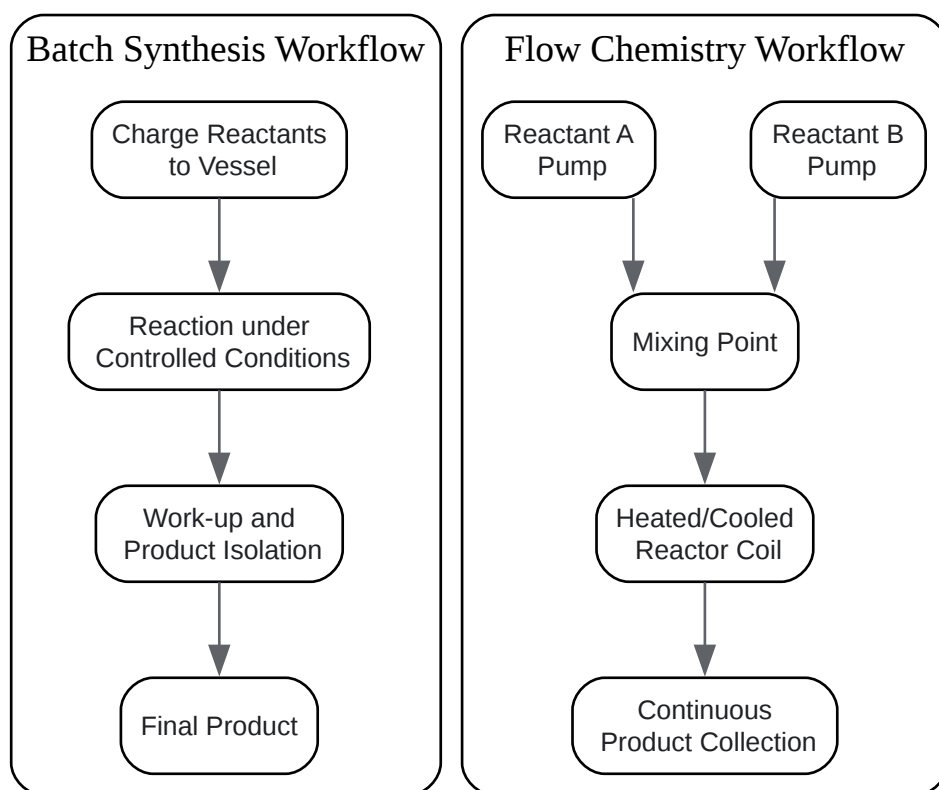 Batch Synthesis Workflow
Charge Reactants
to Vessel
Reaction under
Controlled Conditions
Work-up and
Product Isolation
Final Product
Flow Chemistry Workflow
Reactant A
Pump
Reactant B
Pump
Mixing Point
Heated/Cooled
Reactor Coil
Continuous
Product Collection